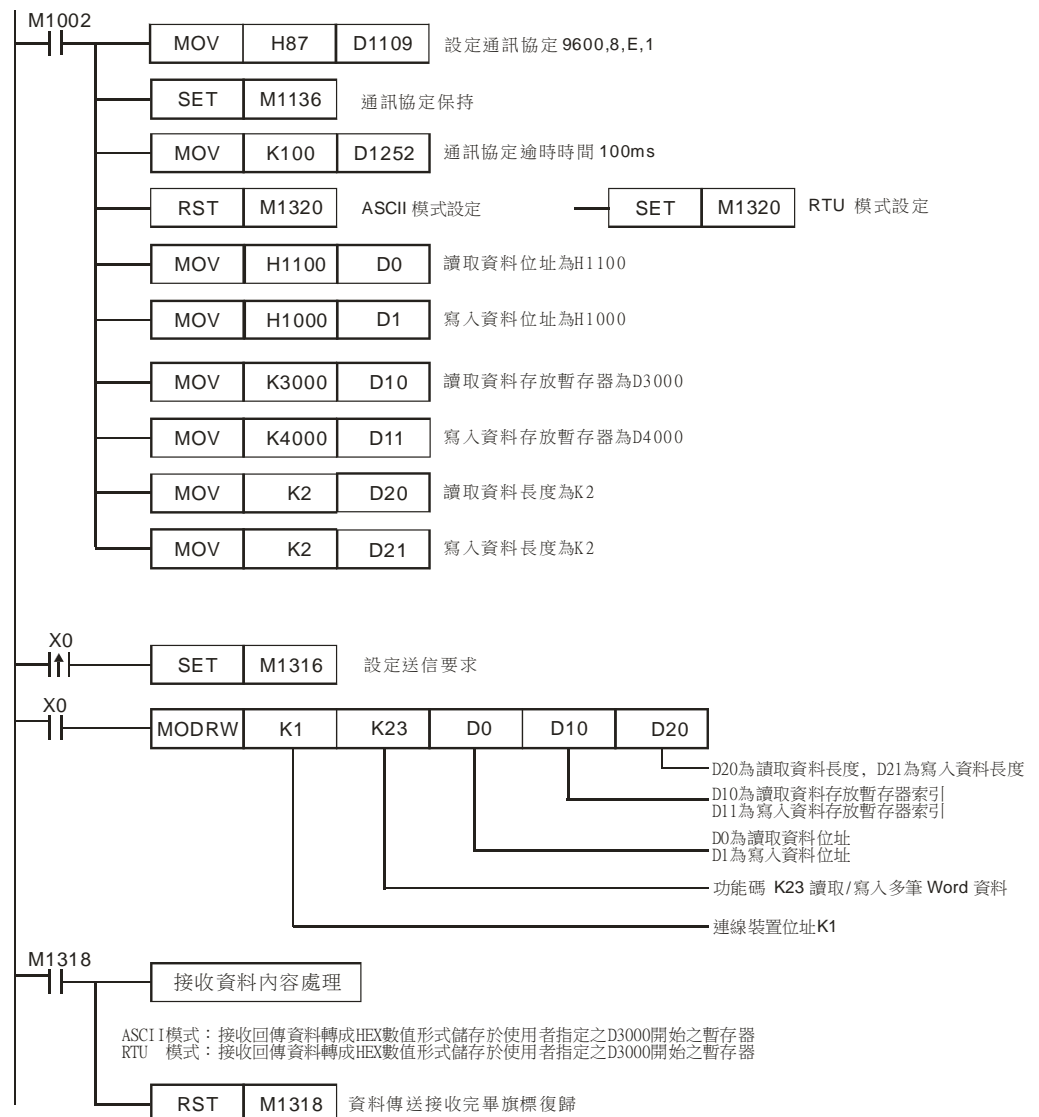 M1002
MOV H87 D1109 設定通訊協定 9600,8,E,1
SET M1136 通訊協定保持
MOV K100 D1252 通訊協定逾時時間 100ms
RST M1320 ASCII 模式設定 SET M1320 RTU 模式設定
MOV H1100 D0 讀取資料位址為H1100
MOV H1000 D1 寫入資料位址為H1000
MOV K3000 D10 讀取資料存放暫存器為D3000
MOV K4000 D11 寫入資料存放暫存器為D4000
MOV K2 D20 讀取資料長度為K2
MOV K2 D21 寫入資料長度為K2
X0
SET M1316 設定送信要求
X0
MODRW K1 K23 D0 D10 D20
D20為讀取資料長度, D21為寫入資料長度
D10為讀取資料存放暫存器索引
D11為寫入資料存放暫存器索引
D0為讀取資料位址
D1為寫入資料位址
功能碼 K23 讀取/寫入多筆 Word 資料
連線裝置位址K1
M1318
接收資料內容處理
ASCII模式：接收回傳資料轉成HEX數值形式儲存於使用者指定之D3000開始之暫存器
RTU 模式：接收回傳資料轉成HEX數值形式儲存於使用者指定之D3000開始之暫存器
RST M1318 資料傳送接收完畢旗標復歸